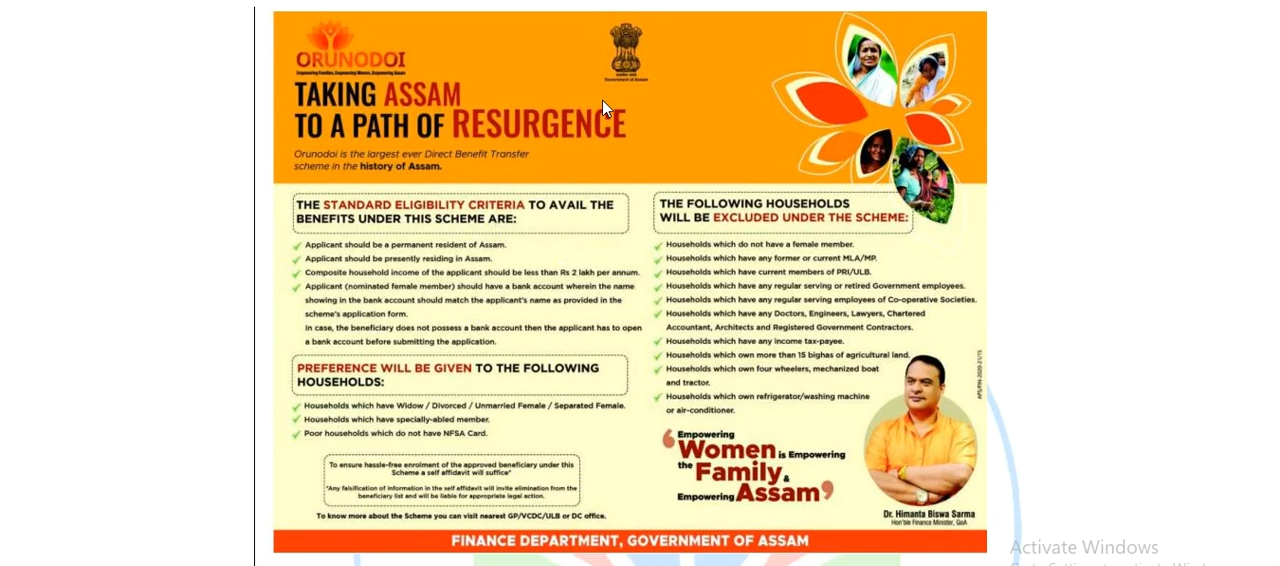 ORUNODOI
Empowering Families, Empowering Women, Empowering Assam
Government of Assam
TAKING ASSAM
TO A PATH OF RESURGENCE
Orunodoi is the largest ever Direct Benefit Transfer
scheme in the history of Assam.
THE STANDARD ELIGIBILITY CRITERIA TO AVAIL THE
BENEFITS UNDER THIS SCHEME ARE:
Applicant should be a permanent resident of Assam.
Applicant should be presently residing in Assam.
Composite household income of the applicant should be less than Rs 2 lakh per annum.
Applicant (nominated female member) should have a bank account wherein the name
showing in the bank account should match the applicant's name as provided in the
scheme's application form.
In case, the beneficiary does not possess a bank account then the applicant has to open
a bank account before submitting the application.
PREFERENCE WILL BE GIVEN TO THE FOLLOWING
HOUSEHOLDS:
Households which have Widow / Divorced / Unmarried Female / Separated Female.
Households which have specially-abled member.
Poor households which do not have NFSA Card.
To ensure hassle-free enrolment of the approved beneficiary under this
Scheme a self affidavit will suffice*
*Any falsification of information in the self affidavit will invite elimination from the
beneficiary list and will be liable for appropriate legal action.
To know more about the Scheme you can visit nearest GP/VCDC/ULB or DC office.
THE FOLLOWING HOUSEHOLDS
WILL BE EXCLUDED UNDER THE SCHEME:
Households which do not have a female member.
Households which have any former or current MLA/MP.
Households which have current members of PRI/ULB.
Households which have any regular serving or retired Government employees.
Households which have any regular serving employees of Co-operative Societies.
Households which have any Doctors, Engineers, Lawyers, Chartered
Accountant, Architects and Registered Government Contractors.
Households which have any income tax-payee.
Households which own more than 15 bighas of agricultural land.
Households which own four wheelers, mechanized boat
and tractor.
Households which own refrigerator/washing machine
or air-conditioner.
‘Empowering
Women is Empowering
the Family &
Empowering Assam’
Dr. Himanta Biswa Sarma
Hon'ble Finance Minister, GoA
FINANCE DEPARTMENT, GOVERNMENT OF ASSAM
Activate Windows